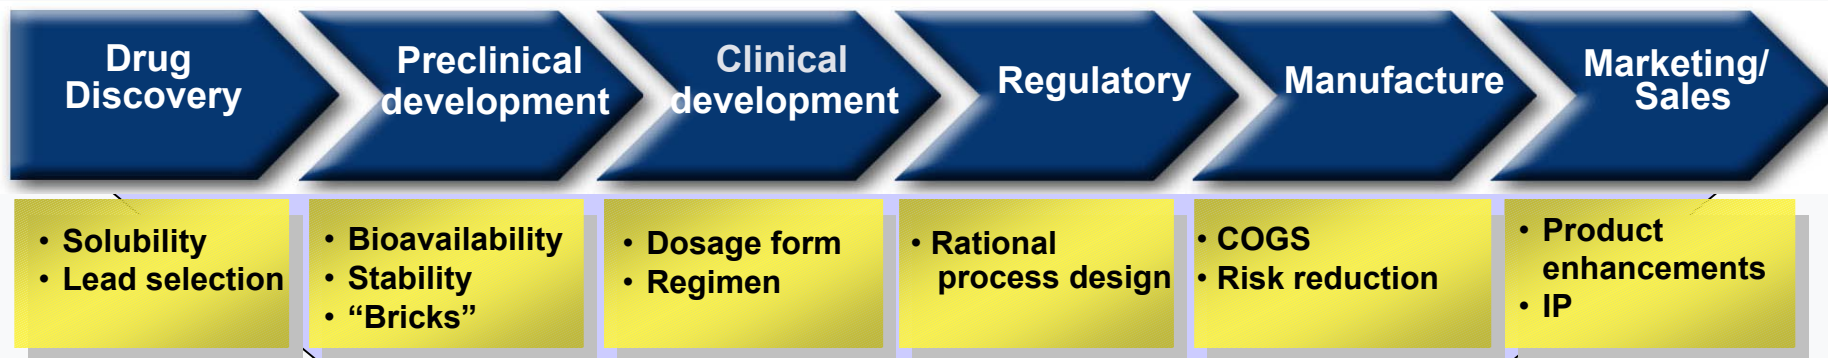 Drug
Discovery
Preclinical
development
Clinical
development
Regulatory
Manufacture
Marketing/
Sales
• Solubility
• Lead selection
• Bioavailability
• Stability
• “Bricks”
• Dosage form
• Regimen
• Rational
process design
• COGS
• Risk reduction
• Product
enhancements
• IP